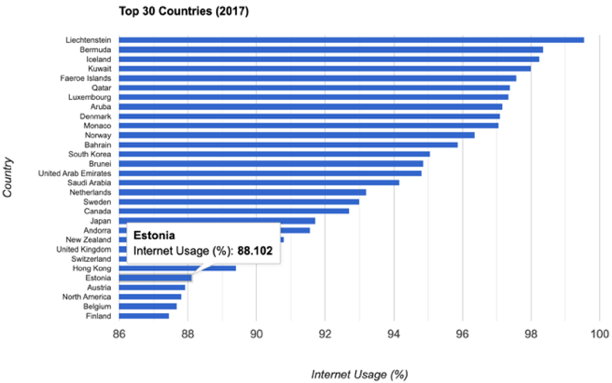 Top 30 Countries (2017)
Country
Liechtenstein
Bermuda
Iceland
Kuwait
Faeroe Islands
Qatar
Luxembourg
Aruba
Denmark
Monaco
Norway
Bahrain
South Korea
Brunei
United Arab Emirates
Saudi Arabia
Netherlands
Sweden
Canada
Japan
Andorra
New Zealand
United Kingdom
Switzerland
Hong Kong
Estonia
Austria
North America
Belgium
Finland
Estonia
Internet Usage (%): 88.102
86 88 90 92 94 96 98 100
Internet Usage (%)